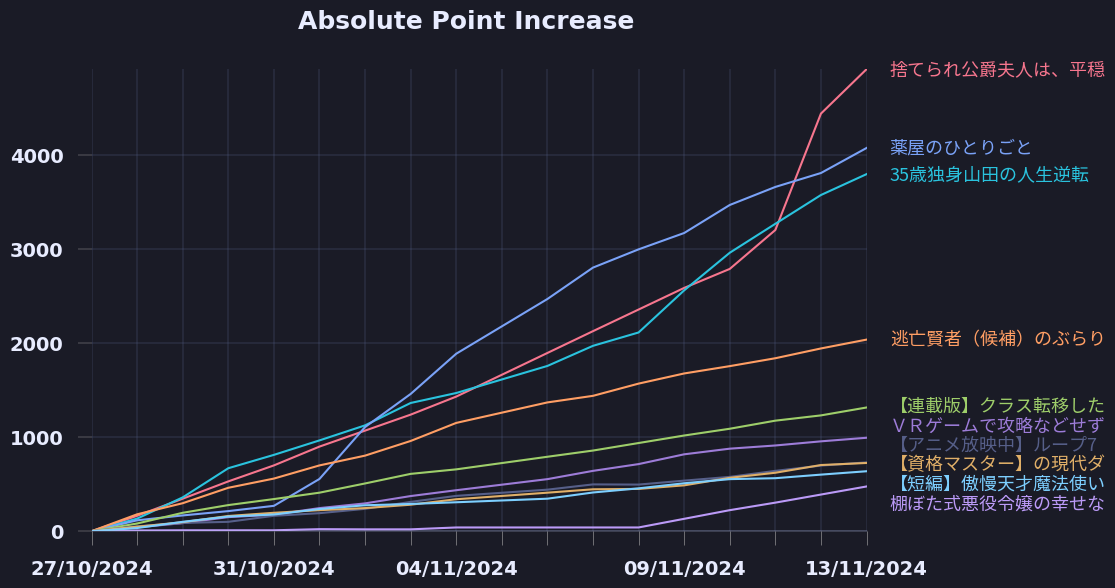 Absolute Point Increase
捨てられ公爵夫人は、平穏
薬屋のひとりごと
35歳独身山田の人生逆転
逃亡賢者（候補）のぶらり
【連載版】クラス転移した
ＶＲゲームで攻略などせず
【アニメ放映中】ループ7
【資格マスター】の現代ダ
【短編】傲慢天才魔法使い
棚ぼた式悪役令嬢の幸せな
4000
3000
2000
1000
0
27/10/2024
31/10/2024
04/11/2024
09/11/2024
13/11/2024